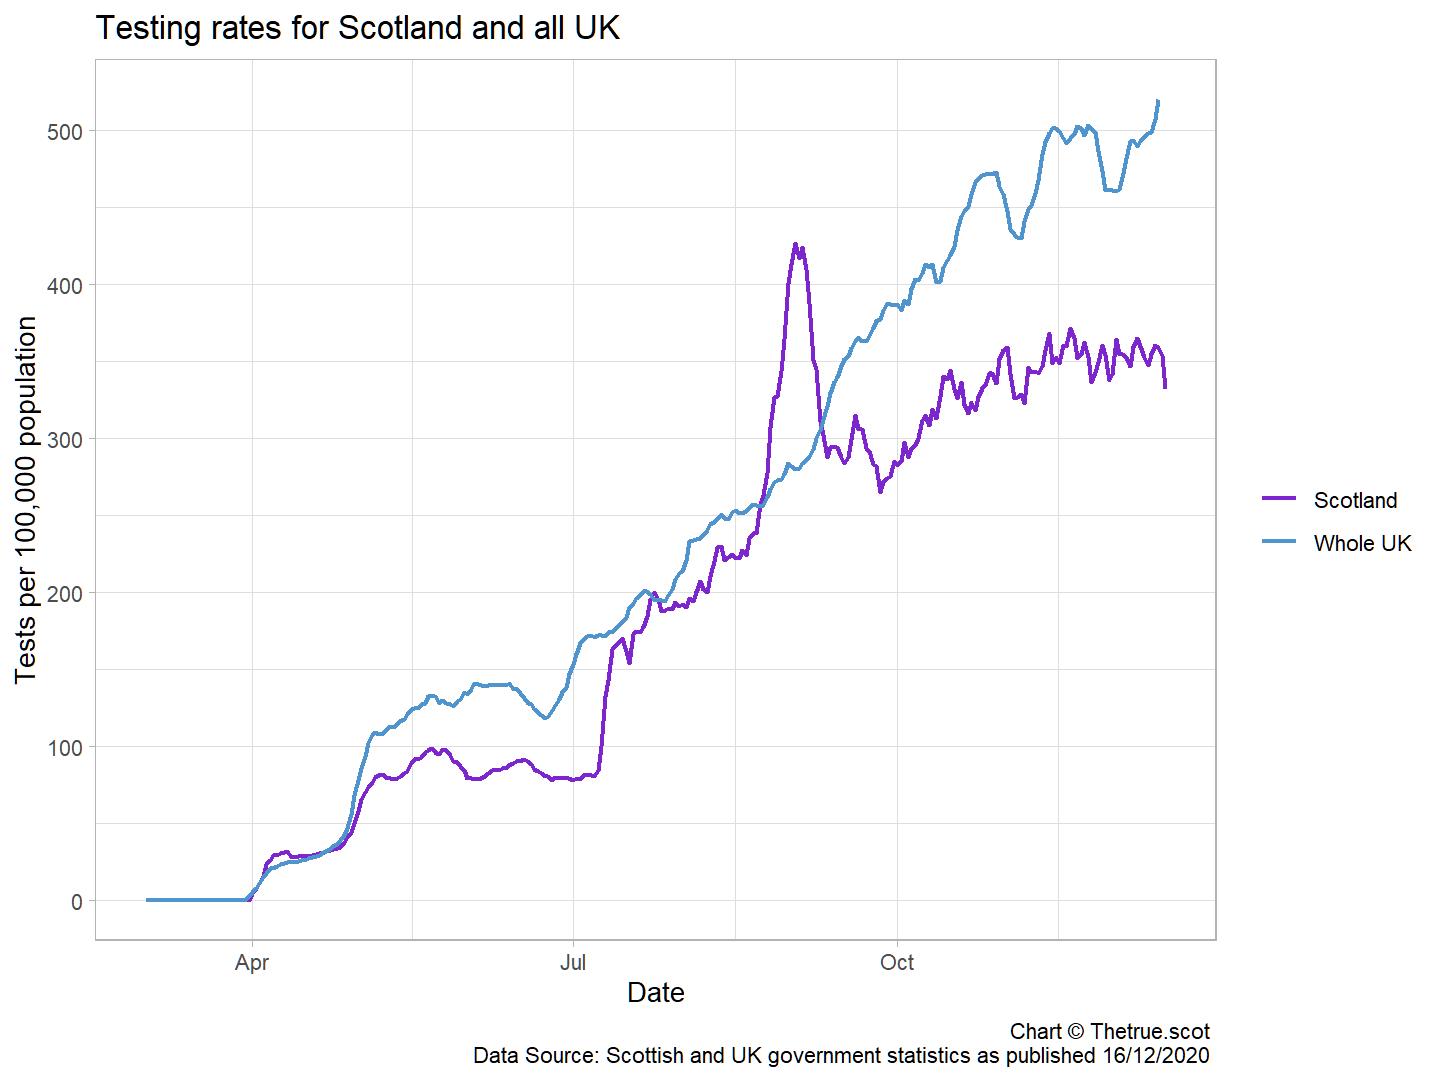 Testing rates for Scotland and all UK
Tests per 100,000 population
500
400
300
200
100
0
Apr
Jul
Oct
Date
Scotland
Whole UK
Chart © Thetrue.scot
Data Source: Scottish and UK government statistics as published 16/12/2020